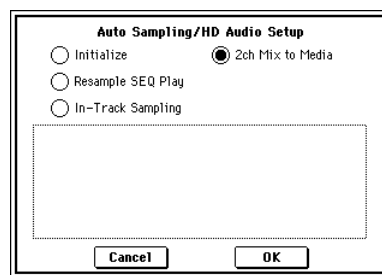 Auto Sampling/HD Audio Setup
Initialize 2ch Mix to Media
Resample SEQ Play
In-Track Sampling
Cancel OK